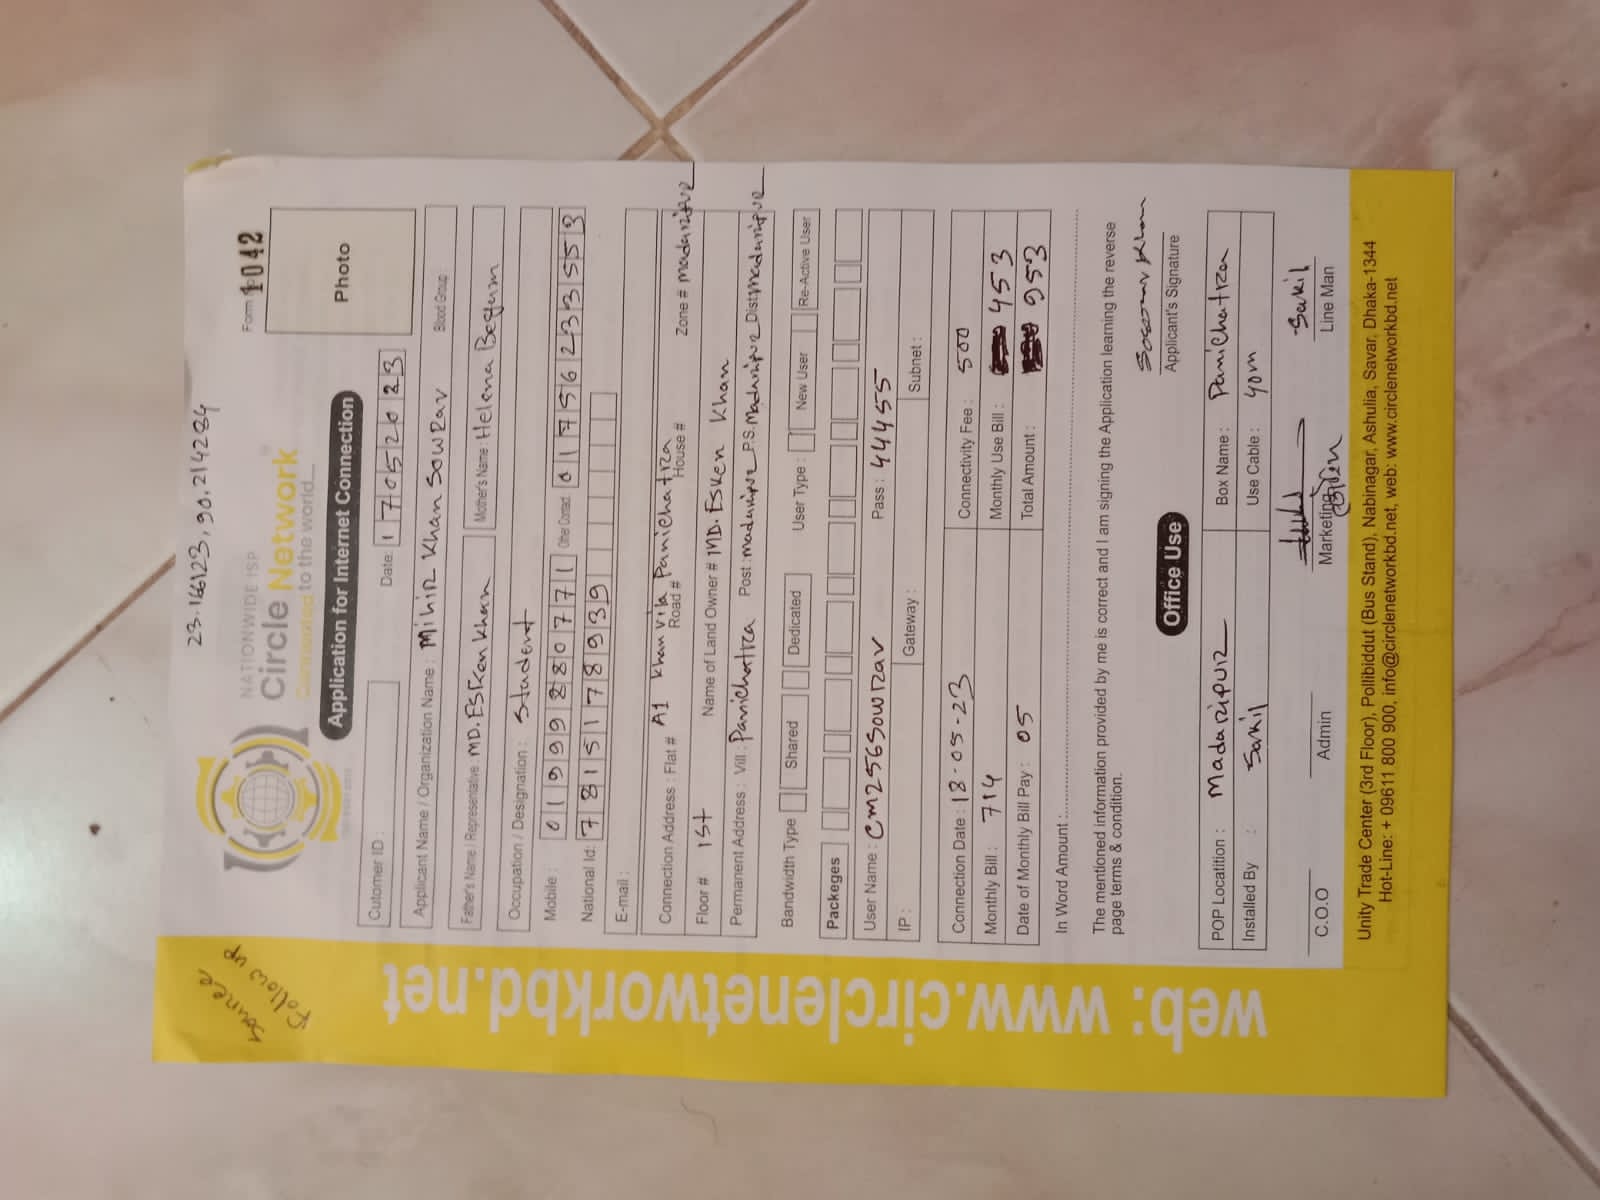 23.166123, 90.214284
Form 1042
NATIONWIDE ISP
Circle Network
Connected to the world...
Photo
Application for Internet Connection
Cutomer ID :
Date: 17052023
Applicant Name / Organization Name : Mihir Khan Sowrav Blood Group :
Father's Name / Representative : MD. Esken Khan Mother's Name : Helena Begum
Occupation / Designation : Student
Mobile : 01999880771 Other Contact 01756233553
National Id: 7815178939
E-mail :
Connection Address : Flat # A1 Khan Vila Road # Panichatra House # Zone # madaripur
Floor # 1st Name of Land Owner # MD. Esken Khan
Permanent Address : Vill : Panichatra Post : madaripur P.S. Madaripur Dist Madaripur
Bandwidth Type Shared Dedicated User Type : New User Re-Active User
Packeges
User Name : Cm2565owrav Pass : 444455
IP : Gateway : Subnet :
Connection Date : 18-05-23 Connectivity Fee : 500
Monthly Bill : 714 Monthly Use Bill : 453
Date of Monthly Bill Pay : 05 Total Amount : 953
In Word Amount :
The mentioned information provided by me is correct and I am signing the Application learning the reverse
page terms & condition.
Khan
Applicant's Signature
Office Use
POP Locatition : Madaripur Box Name : Panichatra
Installed By : Sakil Use Cable : 40m
Sakil
C.O.O Admin Marketing Line Man
Unity Trade Center (3rd Floor), Pollibiddut (Bus Stand), Nabinagar, Ashulia, Savar, Dhaka-1344
Hot-Line: + 09611 800 900, info@circlenetworkbd.net, web: www.circlenetworkbd.net
web: www.circlenetworkbd.net
Follow up